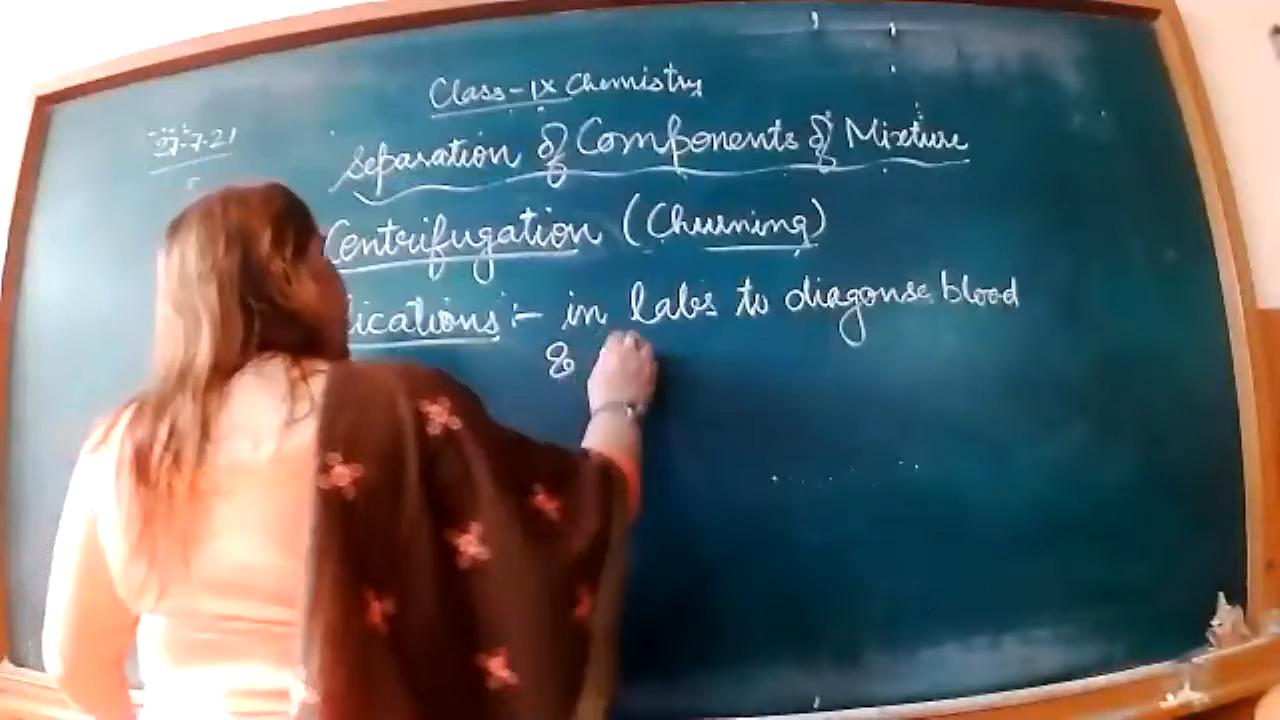 Class-IX Chemistry
27-7-21
Separation of Components of Mixture
Centrifugation (Churning)
lications :- in labs to diagonse blood
&